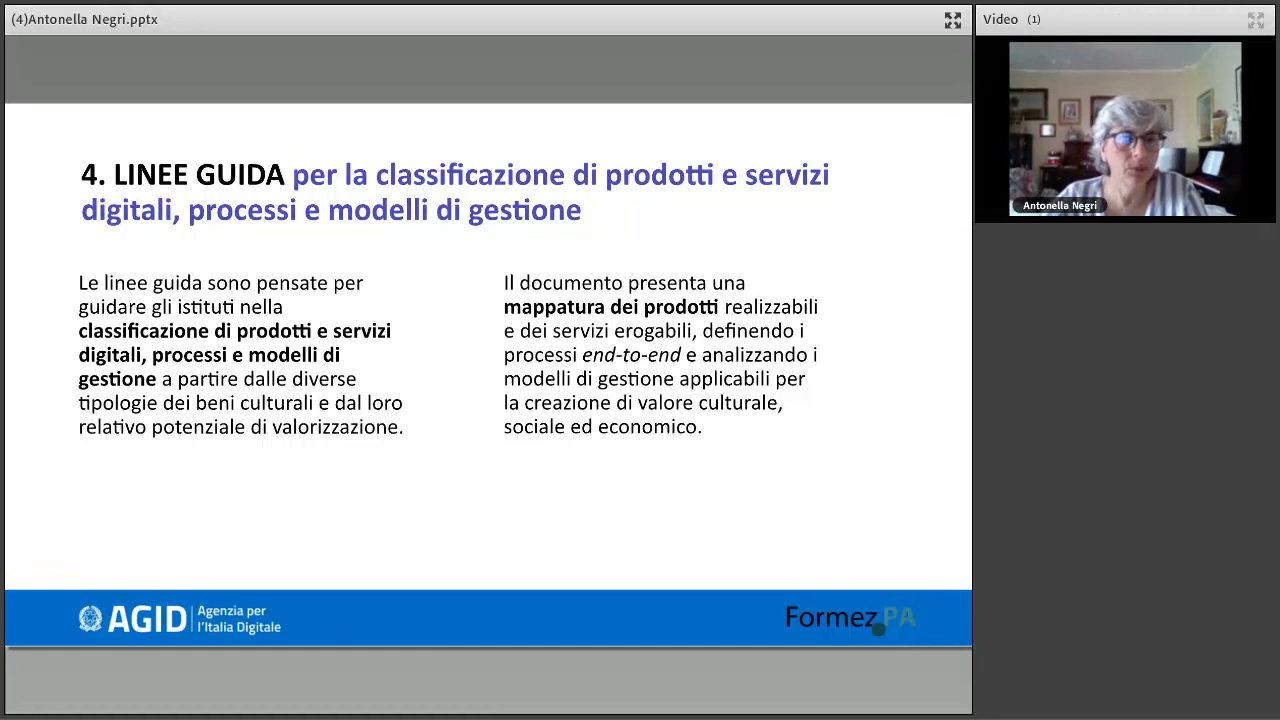 (4)Antonella Negri.pptx
Video (1)
Antonella Negri
4. LINEE GUIDA per la classificazione di prodotti e servizi
digitali, processi e modelli di gestione
Le linee guida sono pensate per
guidare gli istituti nella
classificazione di prodotti e servizi
digitali, processi e modelli di
gestione a partire dalle diverse
tipologie dei beni culturali e dal loro
relativo potenziale di valorizzazione.
Il documento presenta una
mappatura dei prodotti realizzabili
e dei servizi erogabili, definendo i
processi end-to-end e analizzando i
modelli di gestione applicabili per
la creazione di valore culturale,
sociale ed economico.
AGID Agenzia per
l'Italia Digitale
Formez PA